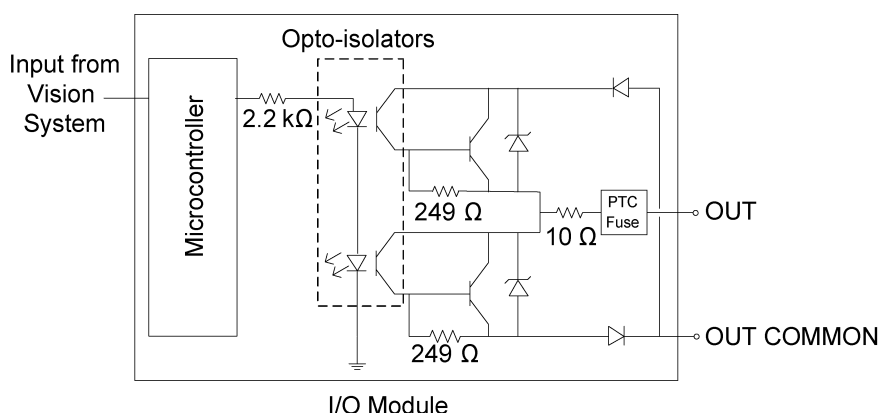 Opto-isolators
Input from
Vision
System
Microcontroller
2.2 kΩ
249 Ω
10 Ω
PTC
Fuse
OUT
249 Ω
OUT COMMON
I/O Module